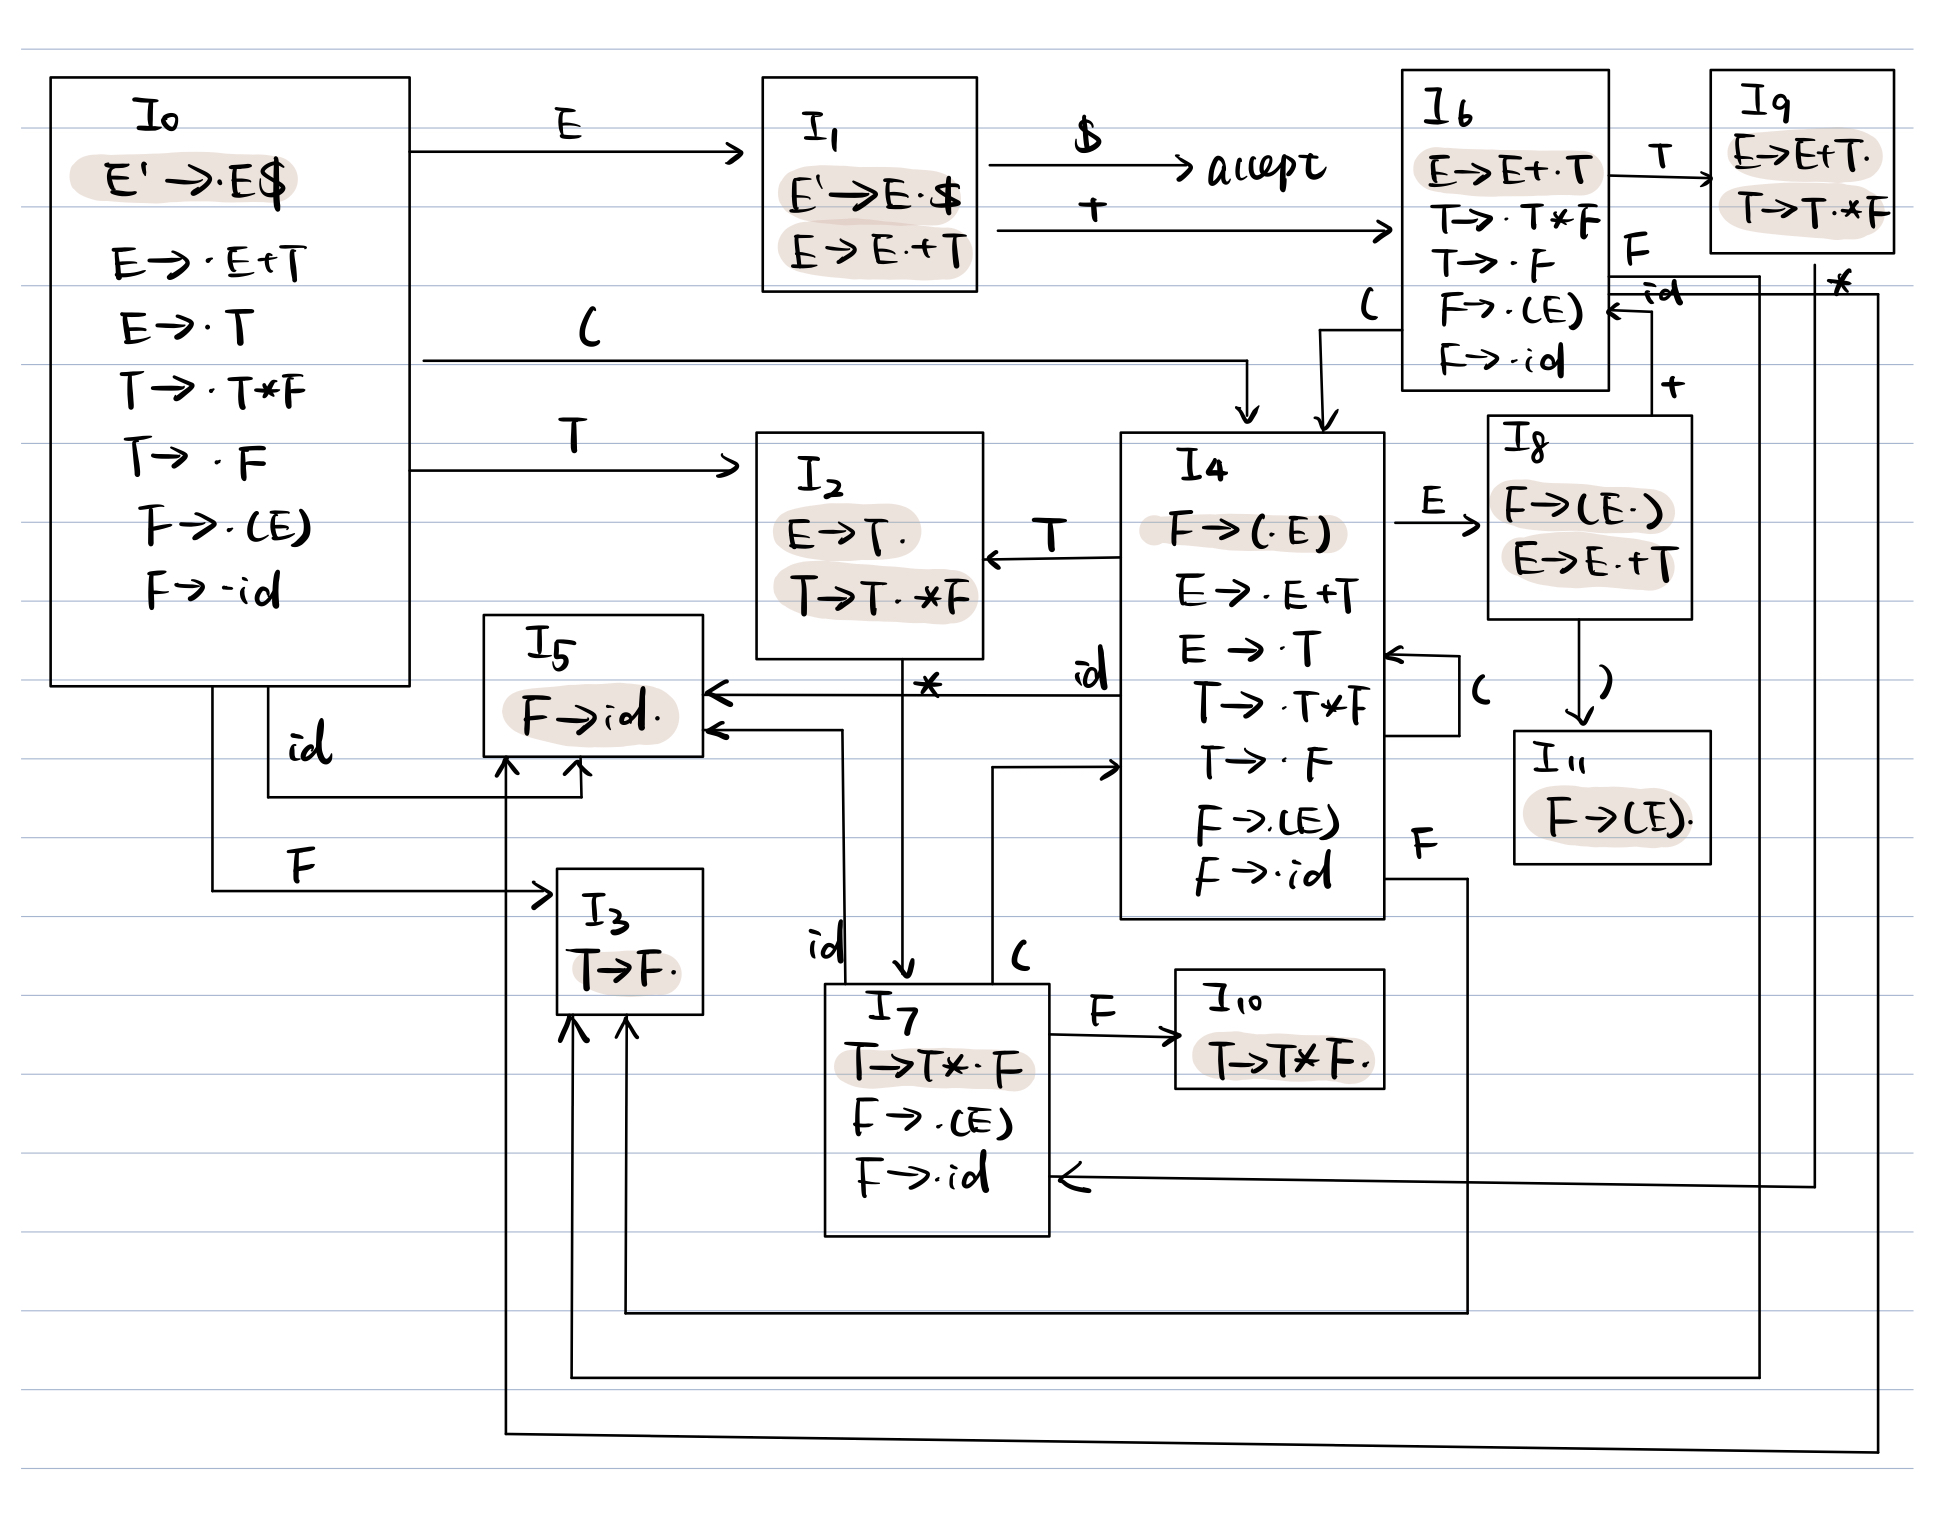 I0
E' → ·E$
E → ·E+T
E → ·T
T → ·T*F
T → ·F
F → ·(E)
F → ·id
E
I1
E' → E·$
E → E·+T
$
accept
+
I6
E → E+·T
T → ·T*F
T → ·F
F → ·(E)
F → ·id
T
I9
E → E+T·
T → T·*F
F
id
*
(
(
+
T
I2
E → T·
T → T·*F
T
I4
F → (·E)
E → ·E+T
E → ·T
T → ·T*F
T → ·F
F → ·(E)
F → ·id
E
I8
F → (E·)
E → E·+T
(
)
I11
F → (E)·
I5
F → id·
id
*
id
F
F
I3
T → F·
id
(
I7
T → T*·F
F → ·(E)
F → ·id
F
I10
T → T*F·